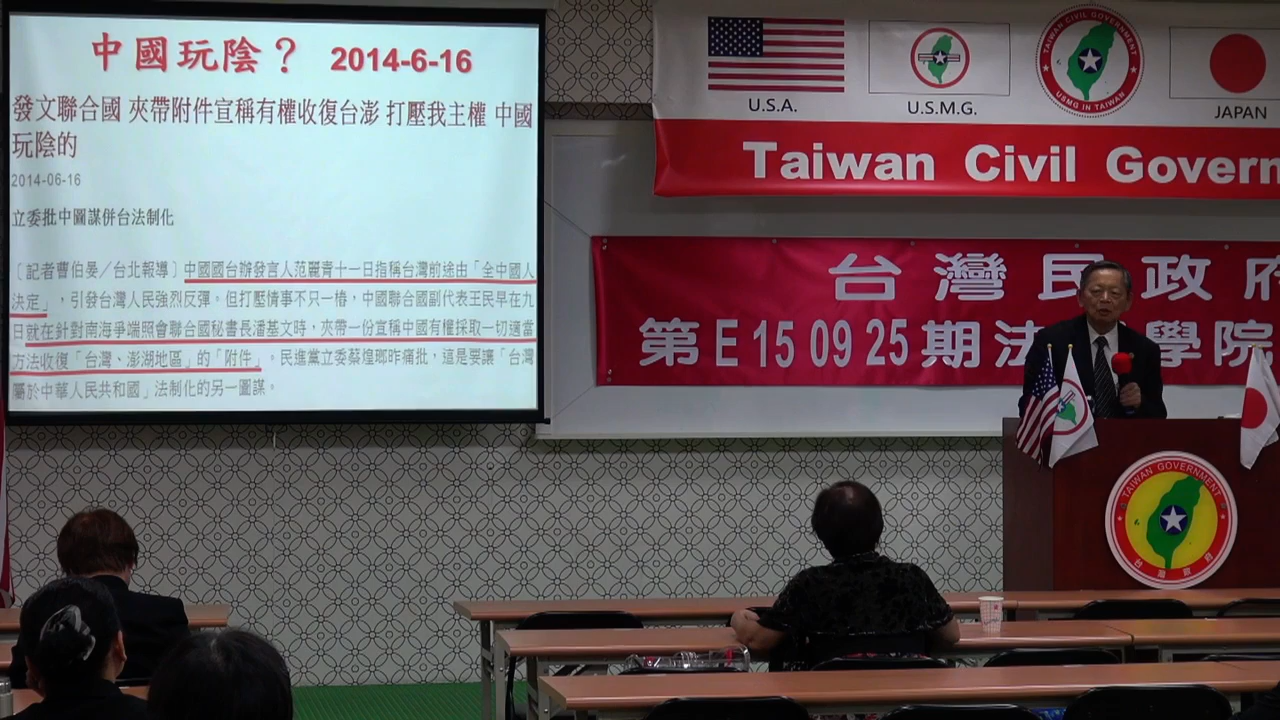 中國玩陰? 2014-6-16
發文聯合國 夾帶附件宣稱有權收復台澎 打壓我主權 中國
玩陰的
2014-06-16
立委批中圖謀併台法制化
〔記者曹伯晏／台北報導〕中國國台辦發言人范麗青十一日指稱台灣前途由「全中國人
決定」，引發台灣人民強烈反彈。但打壓情事不只一樁，中國聯合國副代表王民早在九
日就在針對南海爭端照會聯合國秘書長潘基文時，夾帶一份宣稱中國有權採取一切適當
方法收復「台灣、澎湖地區」的「附件」。民進黨立委蔡煌瑯昨痛批，這是要讓「台灣
屬於中華人民共和國」法制化的另一圖謀。
U.S.A.
U.S.M.G.
TAIWAN CIVIL GOVERNMENT
USMG IN TAIWAN
JAPAN
Taiwan Civil Govern
台灣民政府
第E 15 09 25期法 學院
TAIWAN GOVERNMENT
台灣政府